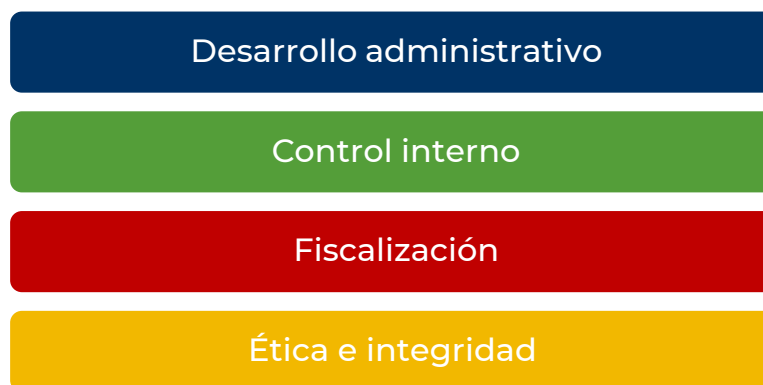 Desarrollo administrativo
Control interno
Fiscalización
Ética e integridad